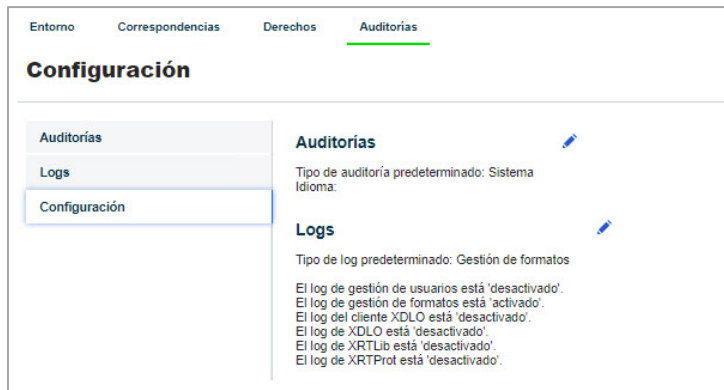 Entorno Correspondencias Derechos Auditorías
Configuración
Auditorías
Logs
Configuración
Auditorías
Tipo de auditoría predeterminado: Sistema
Idioma:
Logs
Tipo de log predeterminado: Gestión de formatos
El log de gestión de usuarios está 'desactivado'.
El log de gestión de formatos está 'activado'.
El log del cliente XDLO está 'desactivado'.
El log de XDLO está 'desactivado'.
El log de XRTLib está 'desactivado'.
El log de XRTProt está 'desactivado'.